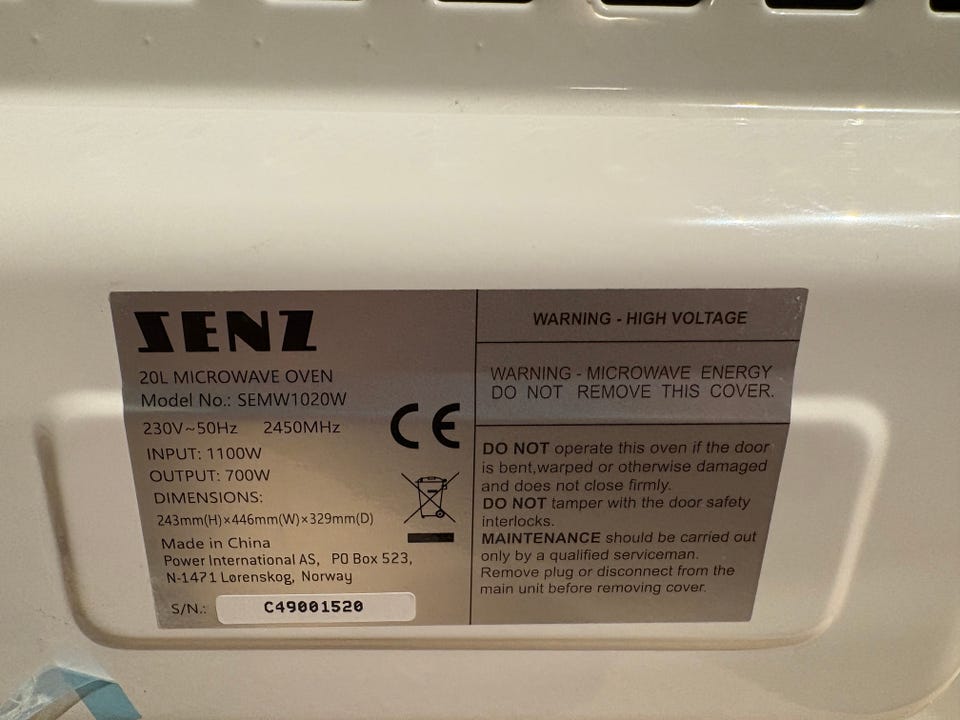 SENZ
20L MICROWAVE OVEN
Model No.: SEMW1020W
230V~50Hz 2450MHz
INPUT: 1100W
OUTPUT: 700W
DIMENSIONS:
243mm(H)×446mm(W)×329mm(D)
Made in China
Power International AS, PO Box 523,
N-1471 Lørenskog, Norway
S/N.: C49001520
CE
WARNING - HIGH VOLTAGE
WARNING - MICROWAVE ENERGY
DO NOT REMOVE THIS COVER.
DO NOT operate this oven if the door
is bent,warped or otherwise damaged
and does not close firmly.
DO NOT tamper with the door safety
interlocks.
MAINTENANCE should be carried out
only by a qualified serviceman.
Remove plug or disconnect from the
main unit before removing cover.